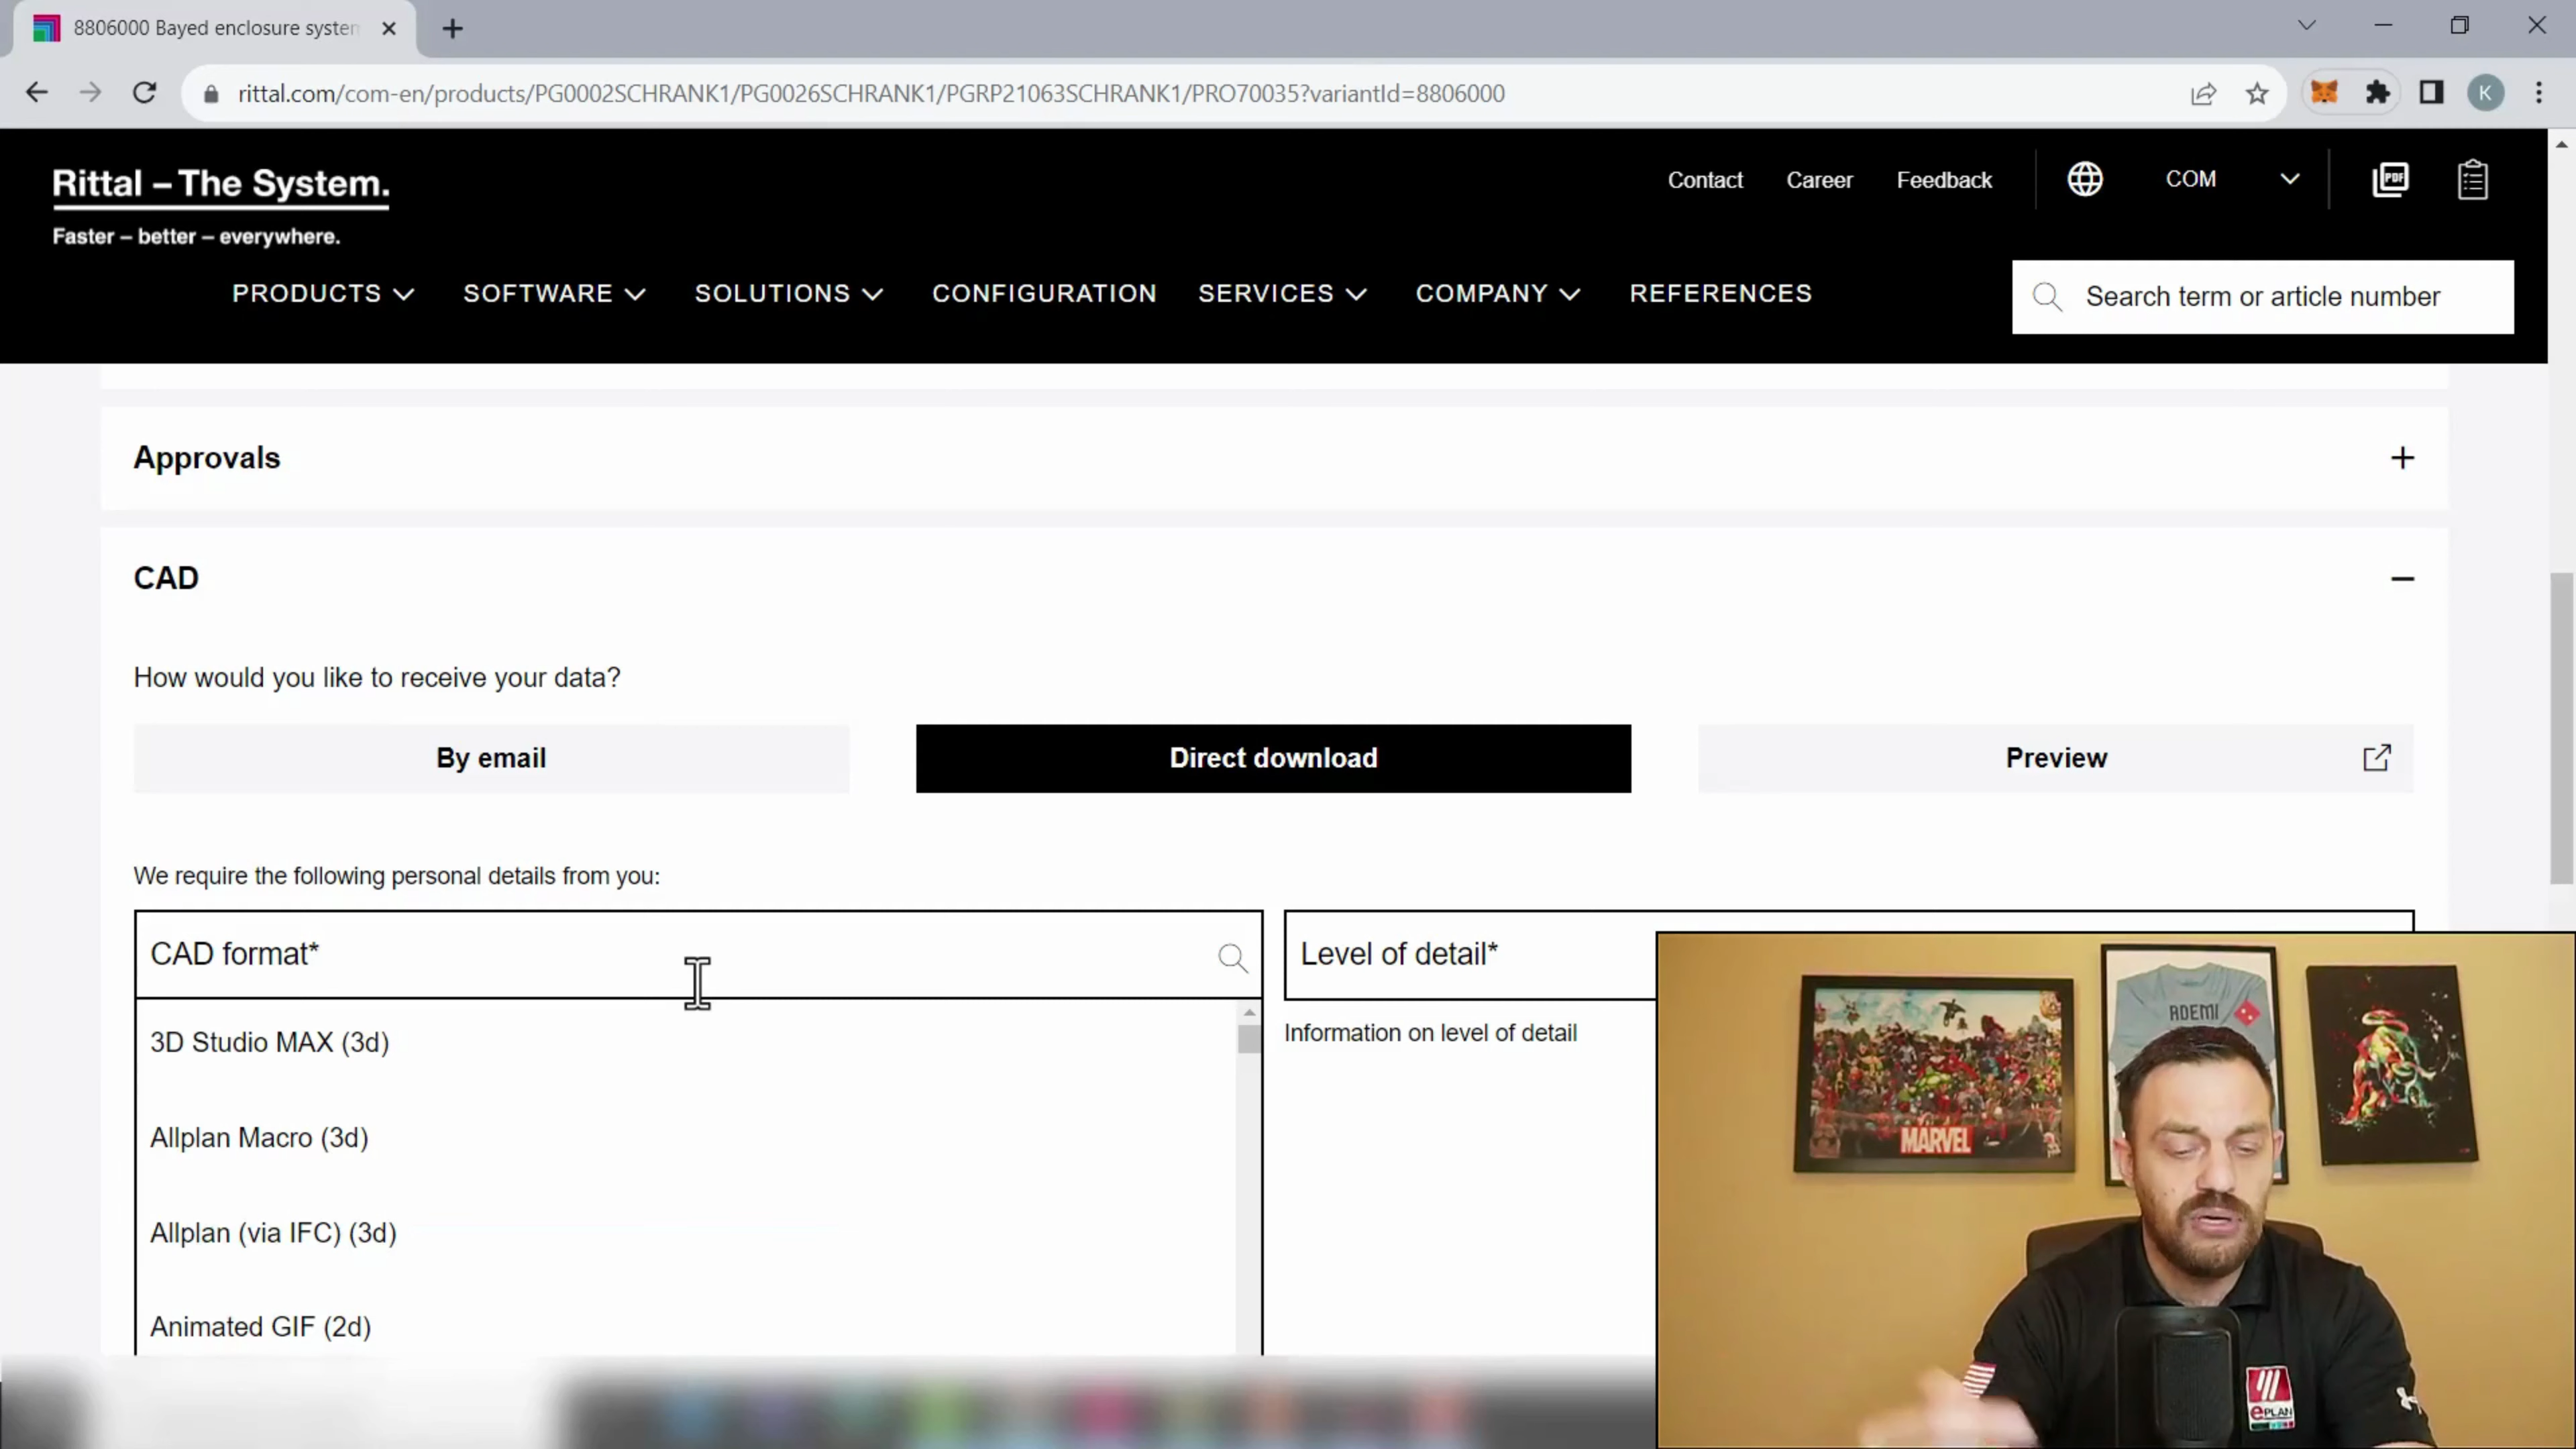 8806000 Bayed enclosure system
rittal.com/com-en/products/PG0002SCHRANK1/PG0026SCHRANK1/PGRP21063SCHRANK1/PRO70035?variantId=8806000
K
Rittal – The System.
Faster – better – everywhere.
Contact Career Feedback COM PDF
PRODUCTS SOFTWARE SOLUTIONS CONFIGURATION SERVICES COMPANY REFERENCES
Search term or article number
Approvals
CAD
How would you like to receive your data?
By email Direct download Preview
We require the following personal details from you:
CAD format* Level of detail*
3D Studio MAX (3d)
Information on level of detail
Allplan Macro (3d)
Allplan (via IFC) (3d)
Animated GIF (2d)
ADEMI
MARVEL
ePLAN